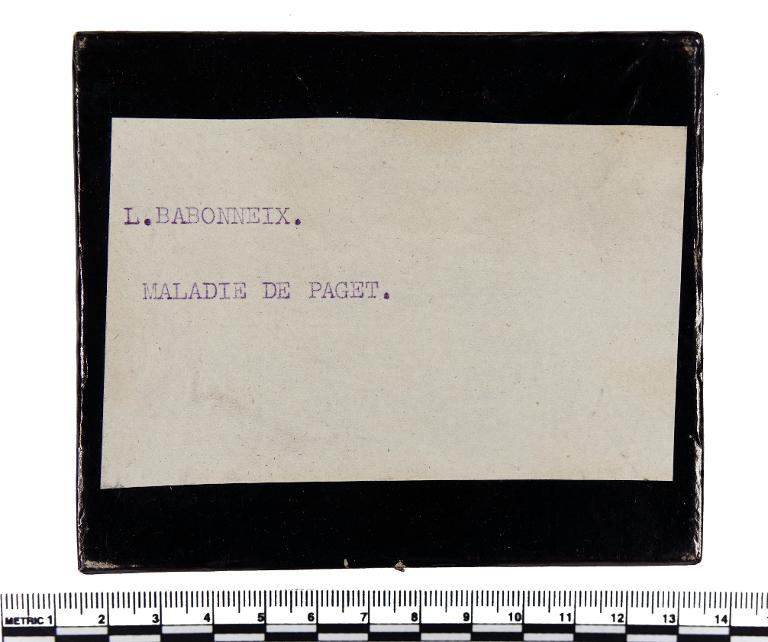 L.BABONNEIX.
MALADIE DE PAGET.
METRIC 1 2 3 4 5 6 7 8 9 10 11 12 13 14